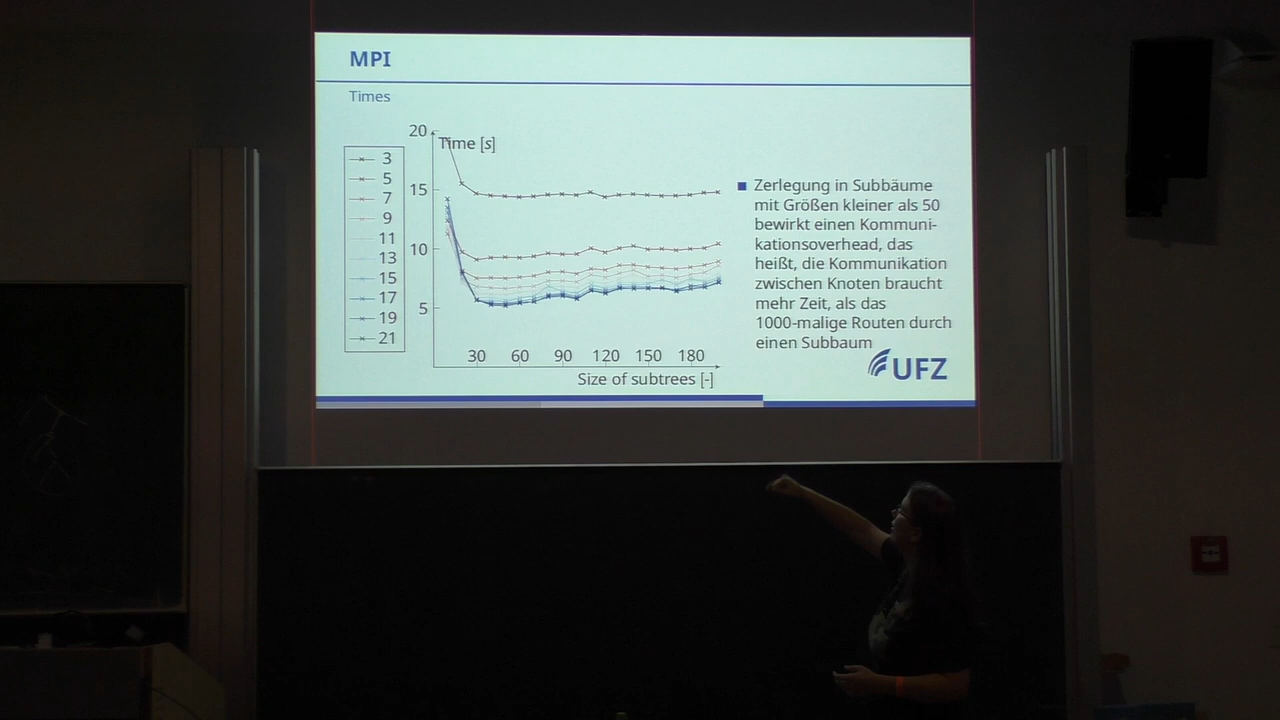 MPI
Times
20
Time [s]
3
5
7
9
11
13
15
17
19
21
15
10
5
30 60 90 120 150 180
Size of subtrees [-]
Zerlegung in Subbäume
mit Größen kleiner als 50
bewirkt einen Kommuni-
kationsoverhead, das
heißt, die Kommunikation
zwischen Knoten braucht
mehr Zeit, als das
1000-malige Routen durch
einen Subbaum
UFZ